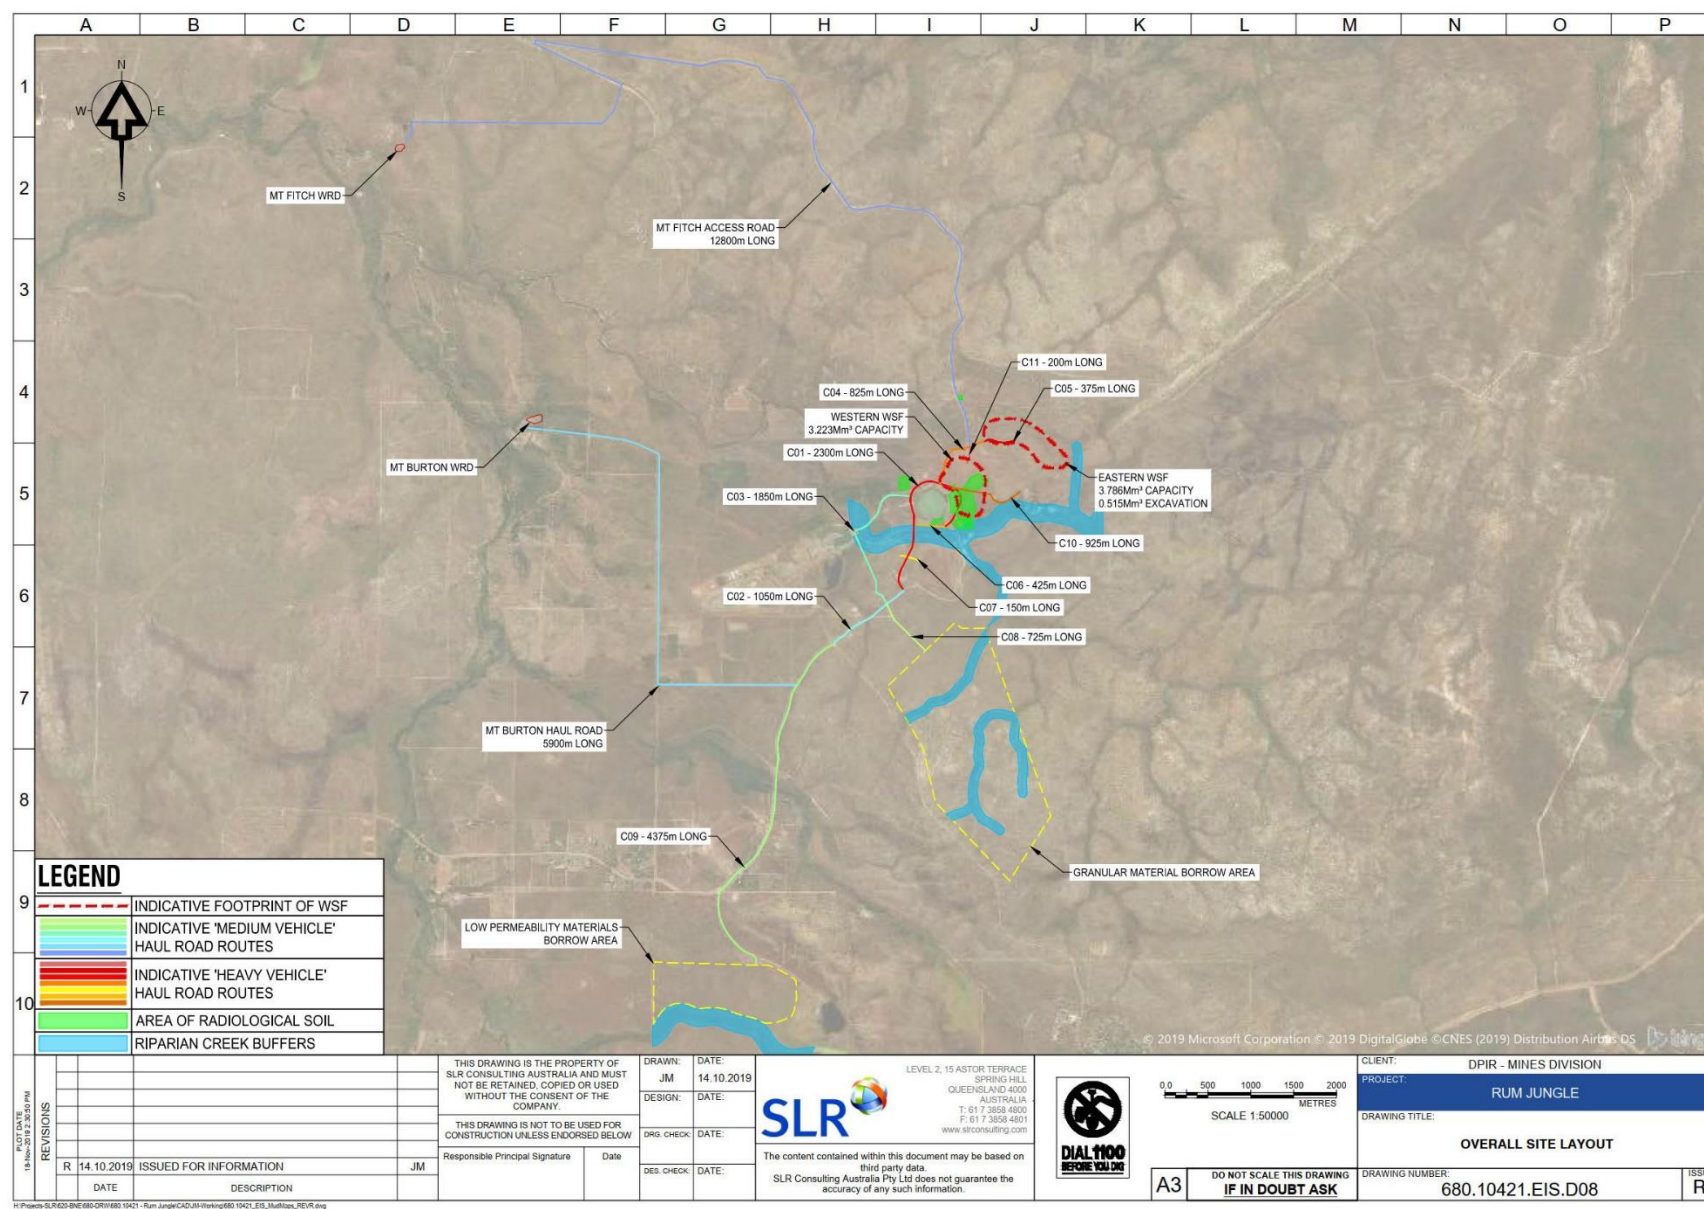 A B C D E F G H I J K L M N O P
1
2
3
4
5
6
7
8
9
10
N
W E
S
MT FITCH WRD
MT FITCH ACCESS ROAD
12800m LONG
C11 - 200m LONG
C05 - 375m LONG
C04 - 825m LONG
WESTERN WSF
3.223Mm³ CAPACITY
C01 - 2300m LONG
MT BURTON WRD
EASTERN WSF
3.786Mm³ CAPACITY
0.515Mm³ EXCAVATION
C03 - 1850m LONG
C10 - 925m LONG
C06 - 425m LONG
C02 - 1050m LONG
C07 - 150m LONG
C08 - 725m LONG
MT BURTON HAUL ROAD
5900m LONG
C09 - 4375m LONG
GRANULAR MATERIAL BORROW AREA
LOW PERMEABILITY MATERIALS
BORROW AREA
LEGEND
INDICATIVE FOOTPRINT OF WSF
INDICATIVE 'MEDIUM VEHICLE'
HAUL ROAD ROUTES
INDICATIVE 'HEAVY VEHICLE'
HAUL ROAD ROUTES
AREA OF RADIOLOGICAL SOIL
RIPARIAN CREEK BUFFERS
© 2019 Microsoft Corporation © 2019 DigitalGlobe ©CNES (2019) Distribution Airbus DS
PLOT DATE
18-Nov-2019 2:30:50 PM
REVISIONS
R 14.10.2019 ISSUED FOR INFORMATION JM
DATE DESCRIPTION
THIS DRAWING IS THE PROPERTY OF
SLR CONSULTING AUSTRALIA AND MUST
NOT BE RETAINED, COPIED OR USED
WITHOUT THE CONSENT OF THE
COMPANY.
THIS DRAWING IS NOT TO BE USED FOR
CONSTRUCTION UNLESS ENDORSED BELOW
Responsible Principal Signature Date
DRAWN: DATE:
JM 14.10.2019
DESIGN: DATE:
DRG. CHECK: DATE:
DES. CHECK: DATE:
SLR
LEVEL 2, 15 ASTOR TERRACE
SPRING HILL
QUEENSLAND 4000
AUSTRALIA
T: 61 7 3858 4800
F: 61 7 3858 4801
www.slrconsulting.com
The content contained within this document may be based on
third party data.
SLR Consulting Australia Pty Ltd does not guarantee the
accuracy of any such information.
DIAL 1100
BEFORE YOU DIG
0.0 500 1000 1500 2000
METRES
SCALE 1:50000
A3
DO NOT SCALE THIS DRAWING
IF IN DOUBT ASK
CLIENT:
DPIR - MINES DIVISION
PROJECT:
RUM JUNGLE
DRAWING TITLE:
OVERALL SITE LAYOUT
DRAWING NUMBER:
680.10421.EIS.D08
R